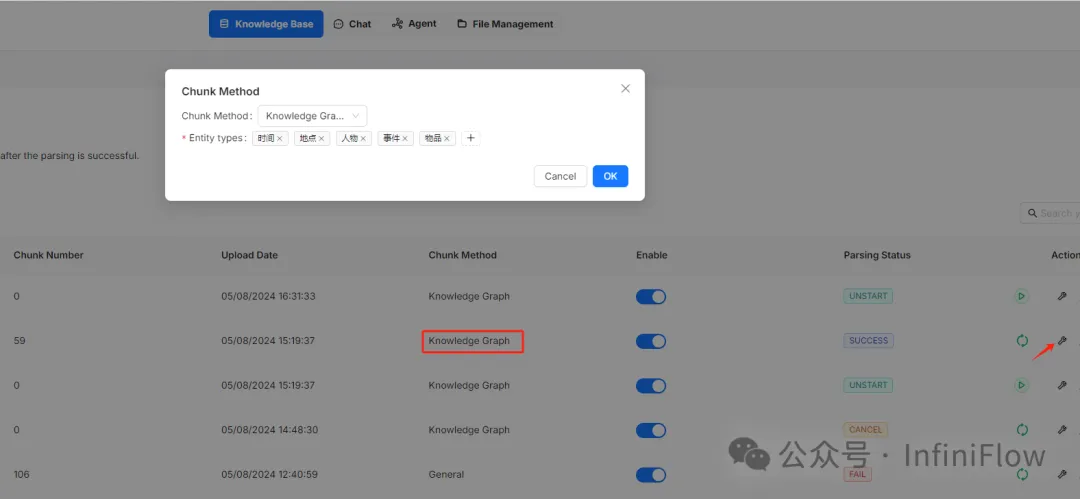 Knowledge Base Chat Agent File Management
Chunk Method
Chunk Method: Knowledge Gra...
* Entity types: 时间 地点 人物 事件 物品 +
after the parsing is successful.
Cancel OK
Search
Chunk Number Upload Date Chunk Method Enable Parsing Status Action
0 05/08/2024 16:31:33 Knowledge Graph UNSTART
59 05/08/2024 15:19:37 Knowledge Graph SUCCESS
0 05/08/2024 15:19:37 Knowledge Graph UNSTART
0 05/08/2024 14:48:30 Knowledge Graph CANCEL
106 05/08/2024 12:40:59 General FAIL
公众号 · InfiniFlow